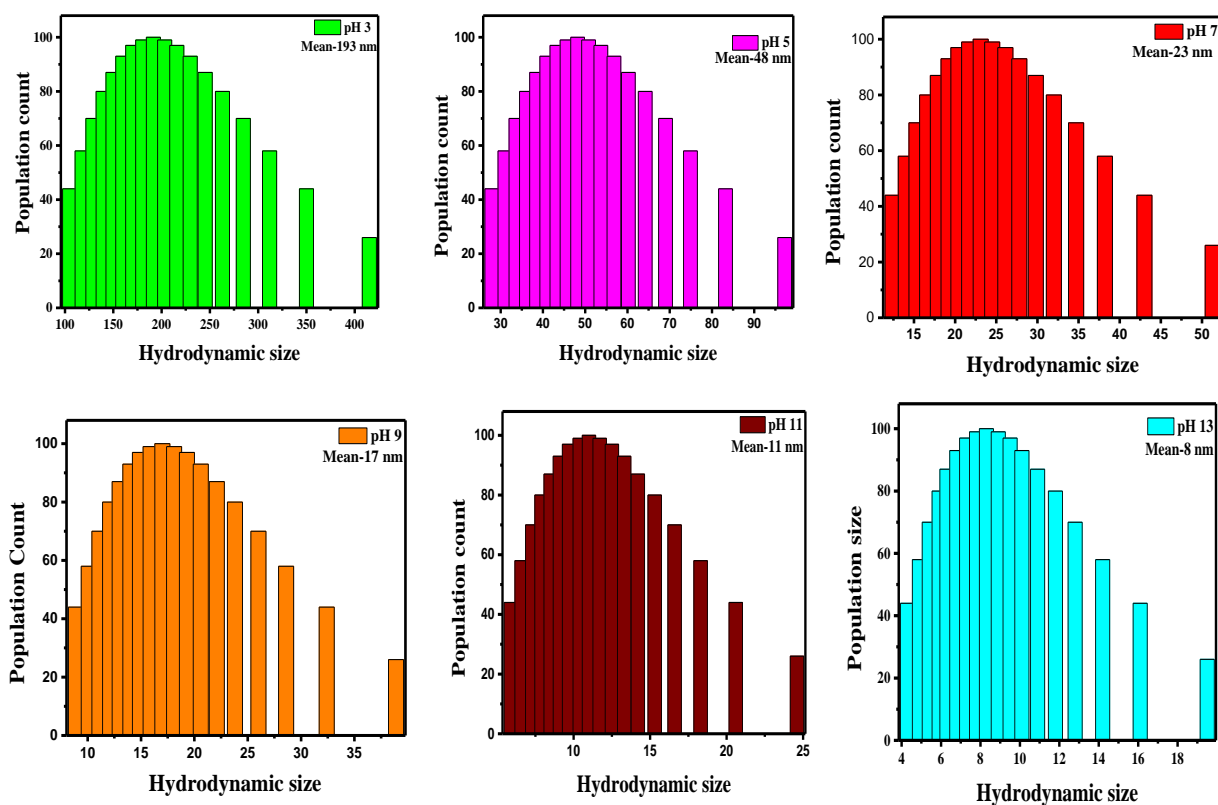 pH 3
Mean-193 nm
100
80
60
40
20
0
Population count
100 150 200 250 300 350 400
Hydrodynamic size
pH 5
Mean-48 nm
100
80
60
40
20
0
Population count
30 40 50 60 70 80 90
Hydrodynamic size
pH 7
Mean-23 nm
100
80
60
40
20
0
Population count
15 20 25 30 35 40 45 50
Hydrodynamic size
pH 9
Mean-17 nm
100
80
60
40
20
0
Population Count
10 15 20 25 30 35
Hydrodynamic size
pH 11
Mean-11 nm
100
80
60
40
20
0
Population count
10 15 20 25
Hydrodynamic size
pH 13
Mean-8 nm
100
80
60
40
20
0
Population size
4 6 8 10 12 14 16 18
Hydrodynamic size